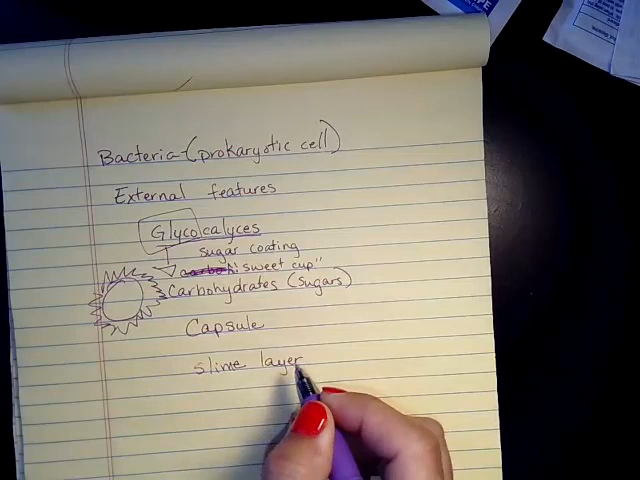 Bacteria-(prokaryotic cell)
External features
Glycocalyces
sugar coating
"sweet cup"
Carbohydrates (sugars)
Capsule
slime layer